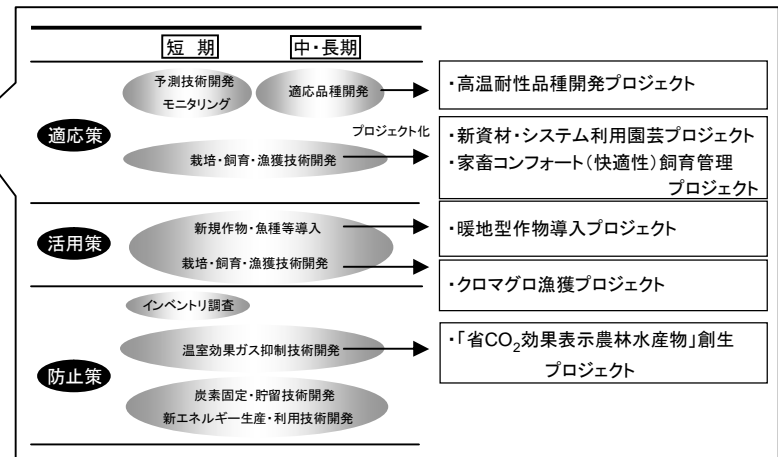 短 期
中・長期
予測技術開発
モニタリング
適応品種開発
・高温耐性品種開発プロジェクト
適応策
プロジェクト化
栽培・飼育・漁獲技術開発
・新資材・システム利用園芸プロジェクト
・家畜コンフォート(快適性)飼育管理
プロジェクト
活用策
新規作物・魚種等導入
栽培・飼育・漁獲技術開発
・暖地型作物導入プロジェクト
・クロマグロ漁獲プロジェクト
防止策
インベントリ調査
温室効果ガス抑制技術開発
・「省CO₂効果表示農林水産物」創生
プロジェクト
炭素固定・貯留技術開発
新エネルギー生産・利用技術開発